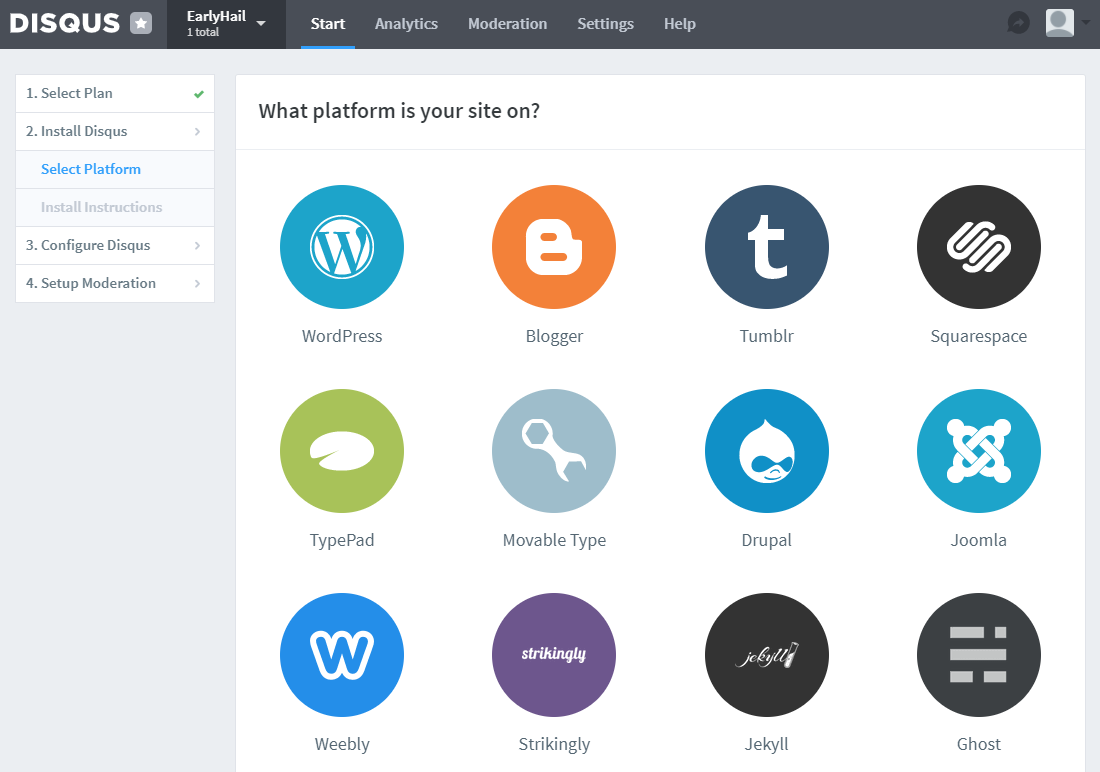 DISQUS
EarlyHail
1 total
Start
Analytics
Moderation
Settings
Help
1. Select Plan
2. Install Disqus
Select Platform
Install Instructions
3. Configure Disqus
4. Setup Moderation
What platform is your site on?
WordPress
Blogger
Tumblr
Squarespace
TypePad
Movable Type
Drupal
Joomla
strikingly
jekyll
Weebly
Strikingly
Jekyll
Ghost